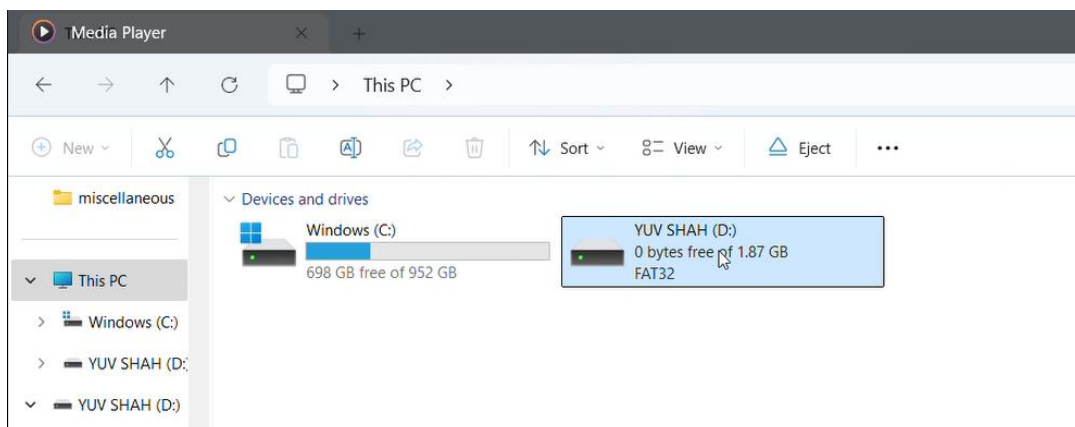 Media Player
This PC
New
Sort
View
Eject
miscellaneous
This PC
Windows (C:)
YUV SHAH (D:)
YUV SHAH (D:)
Devices and drives
Windows (C:)
698 GB free of 952 GB
YUV SHAH (D:)
0 bytes free of 1.87 GB
FAT32